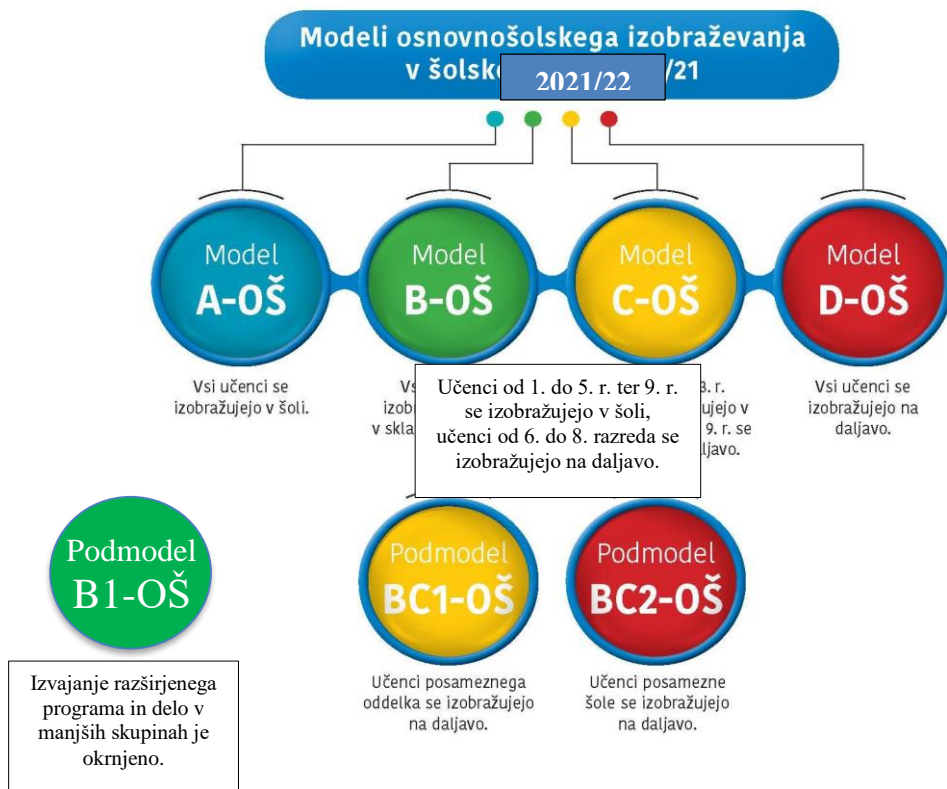 Modeli osnovnošolskega izobraževanja
v šolske 2021/22 /21
Model
A-OŠ
Model
B-OŠ
Model
C-OŠ
Model
D-OŠ
Vsi učenci se
izobražujejo v šoli.
Učenci od 1. do 5. r. ter 9. r.
se izobražujejo v šoli,
učenci od 6. do 8. razreda se
izobražujejo na daljavo.
r.
9. r. se
Vsi učenci se
izobražujejo na
daljavo.
Podmodel
B1-OŠ
Podmodel
BC1-OŠ
Podmodel
BC2-OŠ
Izvajanje razširjenega
programa in delo v
manjših skupinah je
okrnjeno.
Učenci posameznega
oddelka se izobražujejo
na daljavo.
Učenci posamezne
šole se izobražujejo
na daljavo.